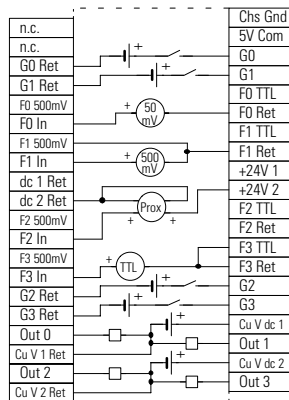 n.c.
n.c.
G0 Ret
G1 Ret
F0 500mV
F0 In
F1 500mV
F1 In
dc 1 Ret
dc 2 Ret
F2 500mV
F2 In
F3 500mV
F3 In
G2 Ret
G3 Ret
Out 0
Cu V 1 Ret
Out 2
Cu V 2 Ret
+
+
+ 50 mV
+ 500 mV
Prox
+ +
+ TTL
+
+
+
+
Chs Gnd
5V Com
G0
G1
F0 TTL
F0 Ret
F1 TTL
F1 Ret
+24V 1
+24V 2
F2 TTL
F2 Ret
F3 TTL
F3 Ret
G2
G3
Cu V dc 1
Out 1
Cu V dc 2
Out 3